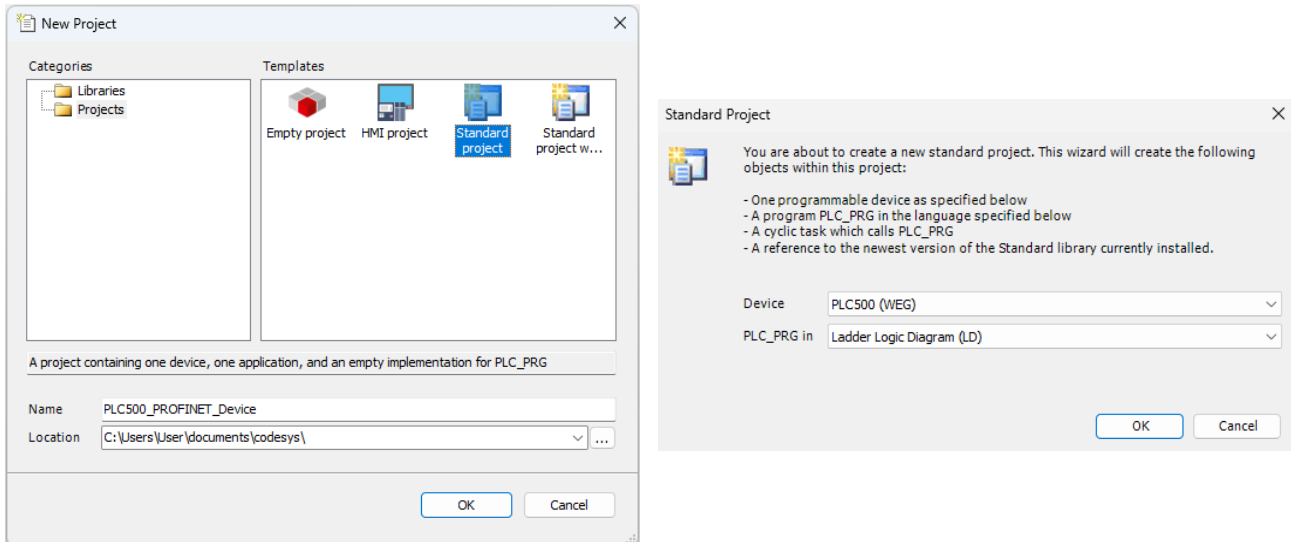 New Project
Categories
Templates
Libraries
Projects
Empty project
HMI project
Standard
project
Standard
project w...
A project containing one device, one application, and an empty implementation for PLC_PRG
Name
PLC500_PROFINET_Device
Location
C:\Users\User\documents\codesys\
...
OK
Cancel
Standard Project
You are about to create a new standard project. This wizard will create the following
objects within this project:
- One programmable device as specified below
- A program PLC_PRG in the language specified below
- A cyclic task which calls PLC_PRG
- A reference to the newest version of the Standard library currently installed.
Device
PLC500 (WEG)
PLC_PRG in
Ladder Logic Diagram (LD)
OK
Cancel